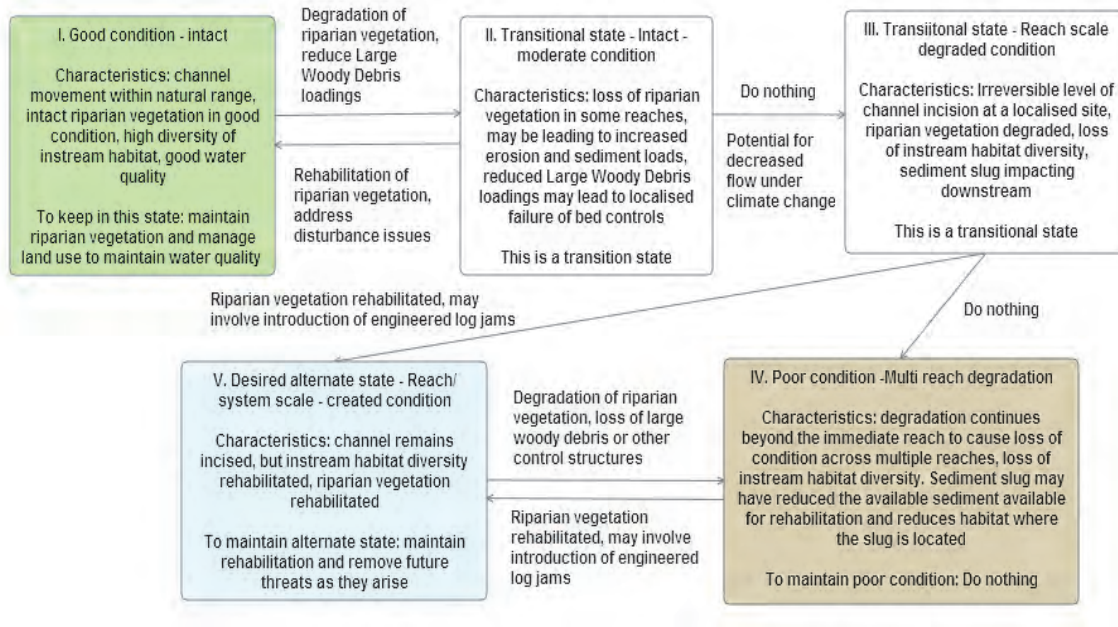 I. Good condition - intact
Characteristics: channel
movement within natural range,
intact riparian vegetation in good
condition, high diversity of
instream habitat, good water
quality
To keep in this state: maintain
riparian vegetation and manage
land use to maintain water quality
Degradation of
riparian vegetation,
reduce Large
Woody Debris
loadings
Rehabilitation of
riparian vegetation,
address
disturbance issues
II. Transitional state - Intact -
moderate condition
Characteristics: loss of riparian
vegetation in some reaches,
may be leading to increased
erosion and sediment loads,
reduced Large Woody Debris
loadings may lead to localised
failure of bed controls
This is a transition state
Do nothing
Potential for
decreased
flow under
climate change
III. Transiitonal state - Reach scale
degraded condition
Characteristics: Irreversible level of
channel incision at a localised site,
riparian vegetation degraded, loss
of instream habitat diversity,
sediment slug impacting
downstream
This is a transitional state
Riparian vegetation rehabilitated, may
involve introduction of engineered log jams
Do nothing
V. Desired alternate state - Reach/
system scale - created condition
Characteristics: channel remains
incised, but instream habitat diversity
rehabilitated, riparian vegetation
rehabilitated
To maintain alternate state: maintain
rehabilitation and remove future
threats as they arise
Degradation of riparian
vegetation, loss of large
woody debris or other
control structures
Riparian vegetation
rehabilitated, may involve
introduction of engineered
log jams
IV. Poor condition -Multi reach degradation
Characteristics: degradation continues
beyond the immediate reach to cause loss of
condition across multiple reaches, loss of
instream habitat diversity. Sediment slug may
have reduced the available sediment available
for rehabilitation and reduces habitat where
the slug is located
To maintain poor condition: Do nothing